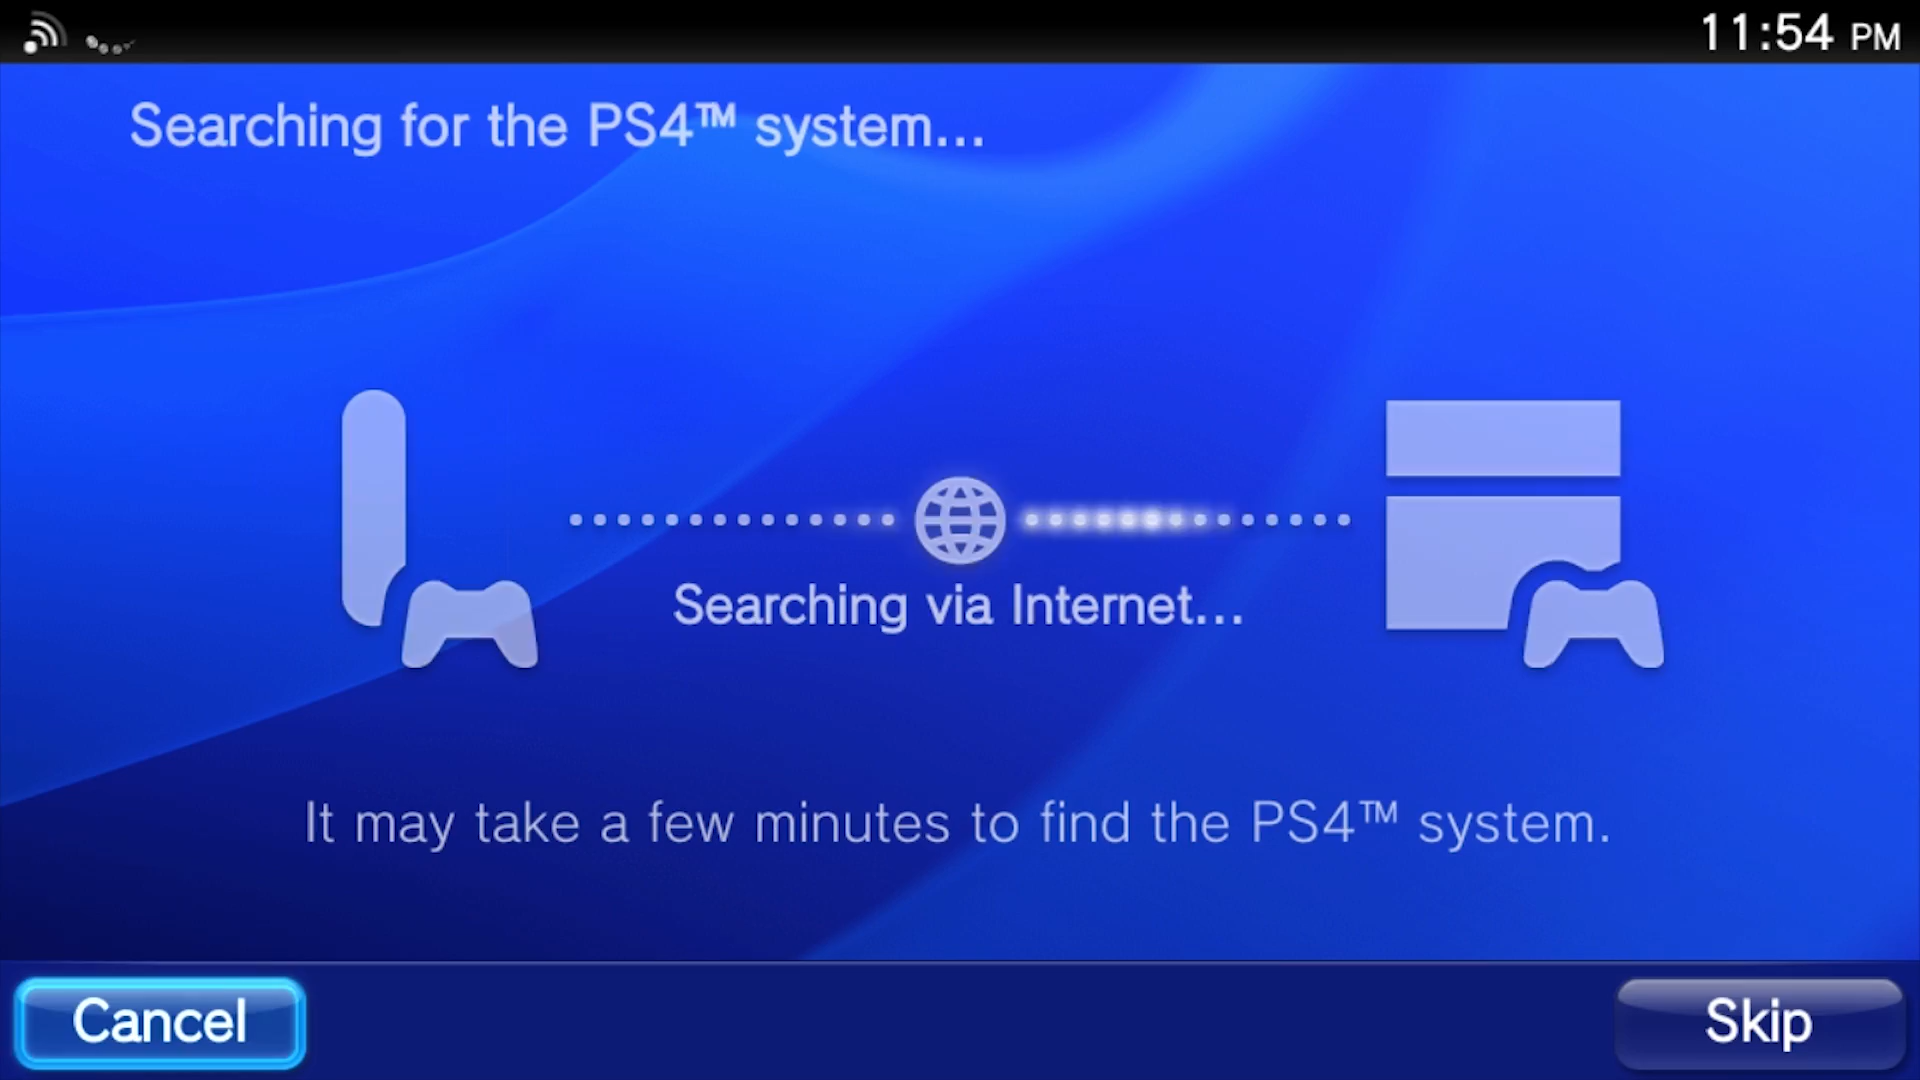 11:54 PM
Searching for the PS4™ system...
Searching via Internet...
It may take a few minutes to find the PS4™ system.
Cancel
Skip